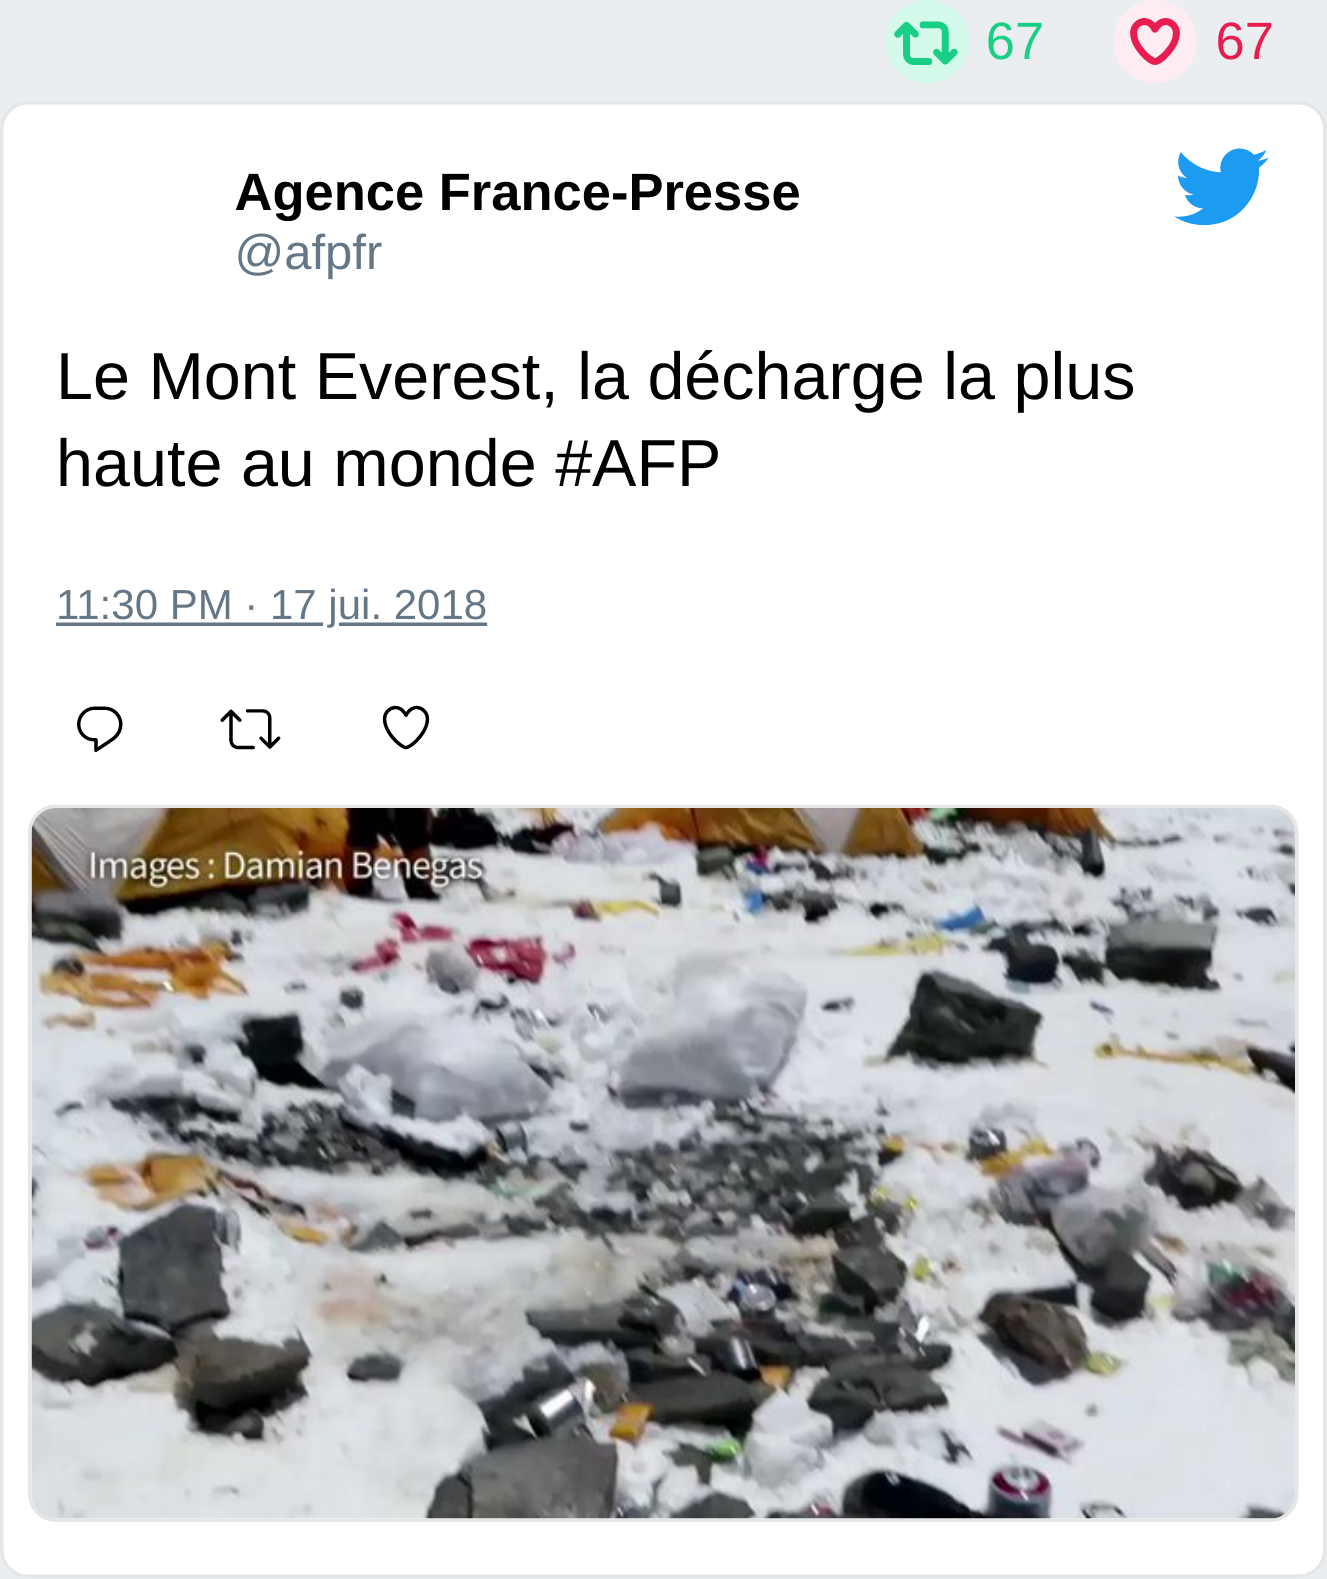 67 67
Agence France-Presse
@afpfr
Le Mont Everest, la décharge la plus
haute au monde #AFP
11:30 PM · 17 jui. 2018
Images : Damian Benegas